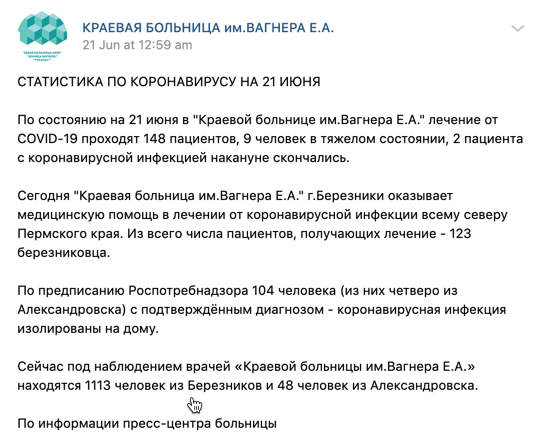 КРАЕВАЯ БОЛЬНИЦА им.ВАГНЕРА Е.А.
21 Jun at 12:59 am
СТАТИСТИКА ПО КОРОНАВИРУСУ НА 21 ИЮНЯ
По состоянию на 21 июня в "Краевой больнице им.Вагнера Е.А." лечение от
COVID-19 проходят 148 пациентов, 9 человек в тяжелом состоянии, 2 пациента
с коронавирусной инфекцией накануне скончались.
Сегодня "Краевая больница им.Вагнера Е.А." г.Березники оказывает
медицинскую помощь в лечении от коронавирусной инфекции всему северу
Пермского края. Из всего числа пациентов, получающих лечение - 123
березниковца.
По предписанию Роспотребнадзора 104 человека (из них четверо из
Александровска) с подтверждённым диагнозом - коронавирусная инфекция
изолированы на дому.
Сейчас под наблюдением врачей «Краевой больницы им.Вагнера Е.А.»
находятся 1113 человек из Березников и 48 человек из Александровска.
По информации пресс-центра больницы